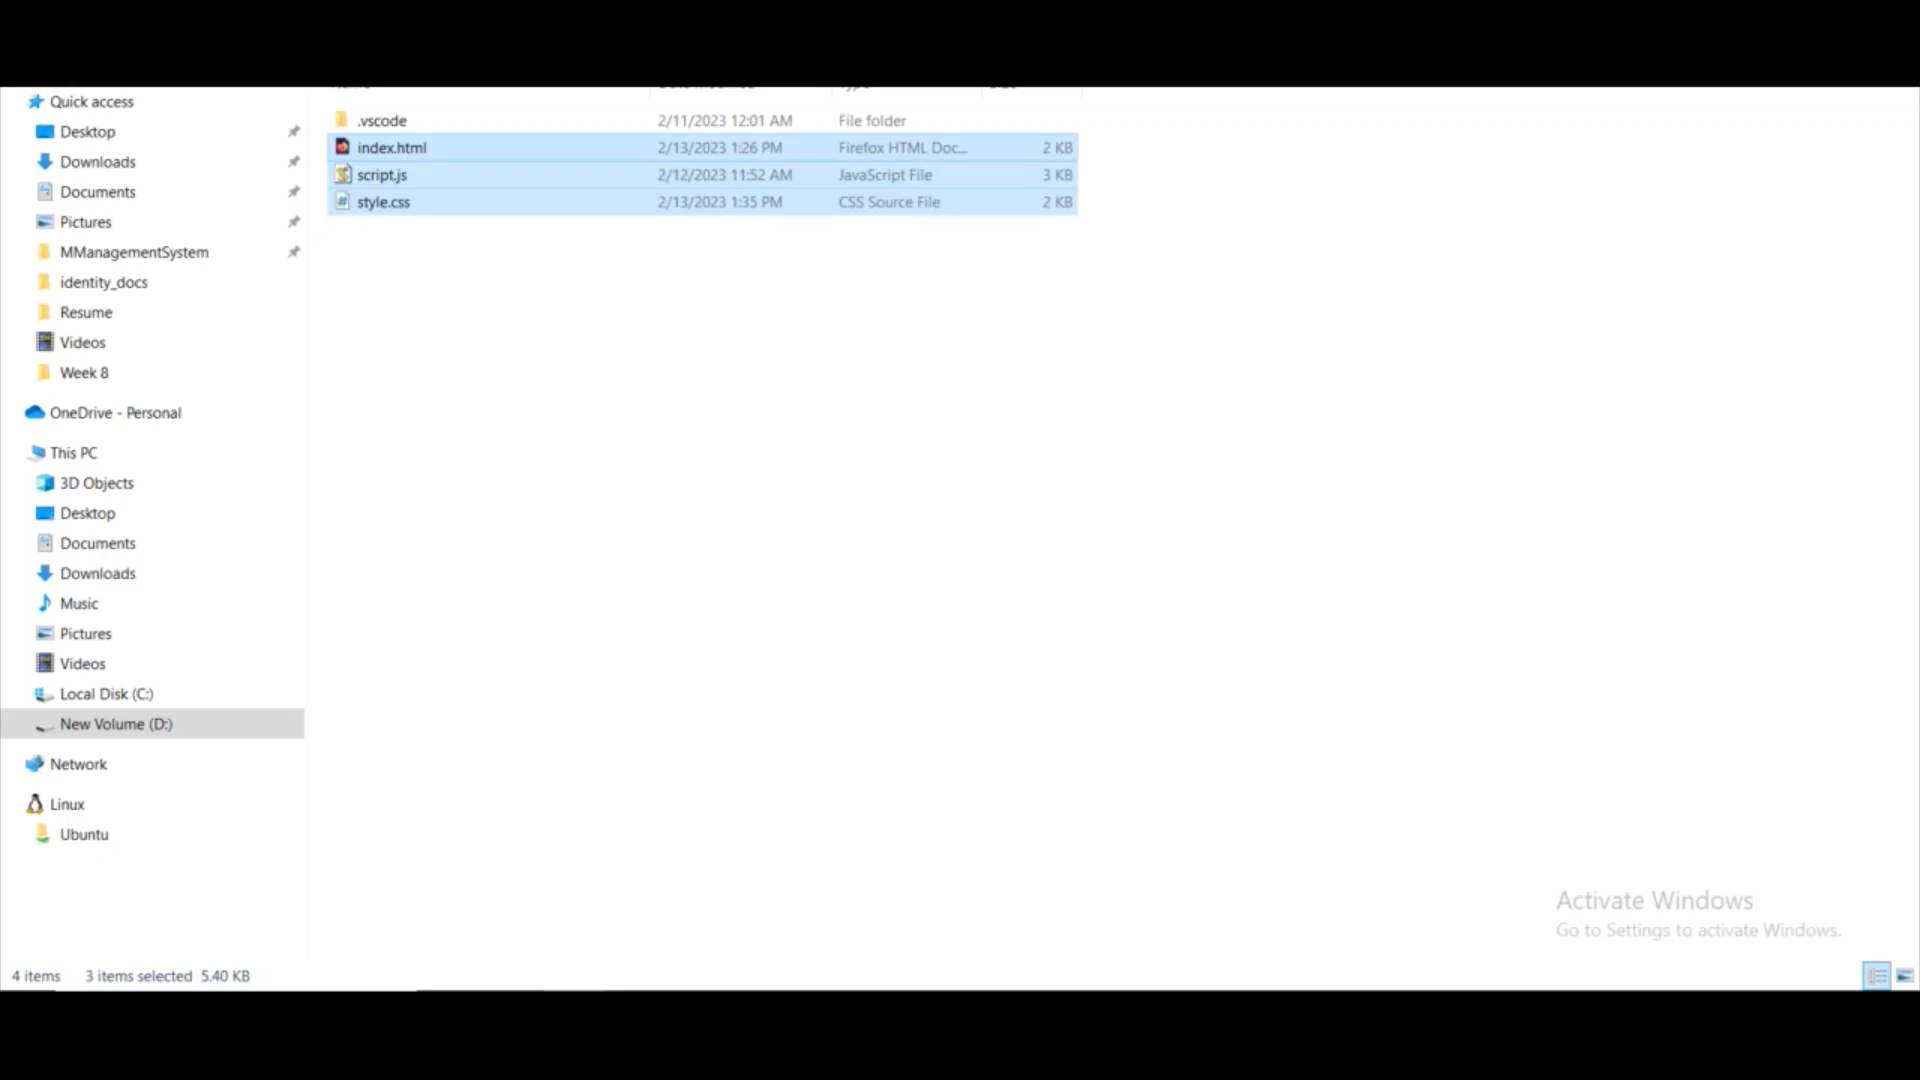 Quick access
Desktop
Downloads
Documents
Pictures
MManagementSystem
identity_docs
Resume
Videos
Week 8
OneDrive - Personal
This PC
3D Objects
Desktop
Documents
Downloads
Music
Pictures
Videos
Local Disk (C:)
New Volume (D:)
Network
Linux
Ubuntu
.vscode 2/11/2023 12:01 AM File folder
index.html 2/13/2023 1:26 PM Firefox HTML Doc... 2 KB
script.js 2/12/2023 11:52 AM JavaScript File 3 KB
style.css 2/13/2023 1:35 PM CSS Source File 2 KB
Activate Windows
Go to Settings to activate Windows.
4 items 3 items selected 5.40 KB